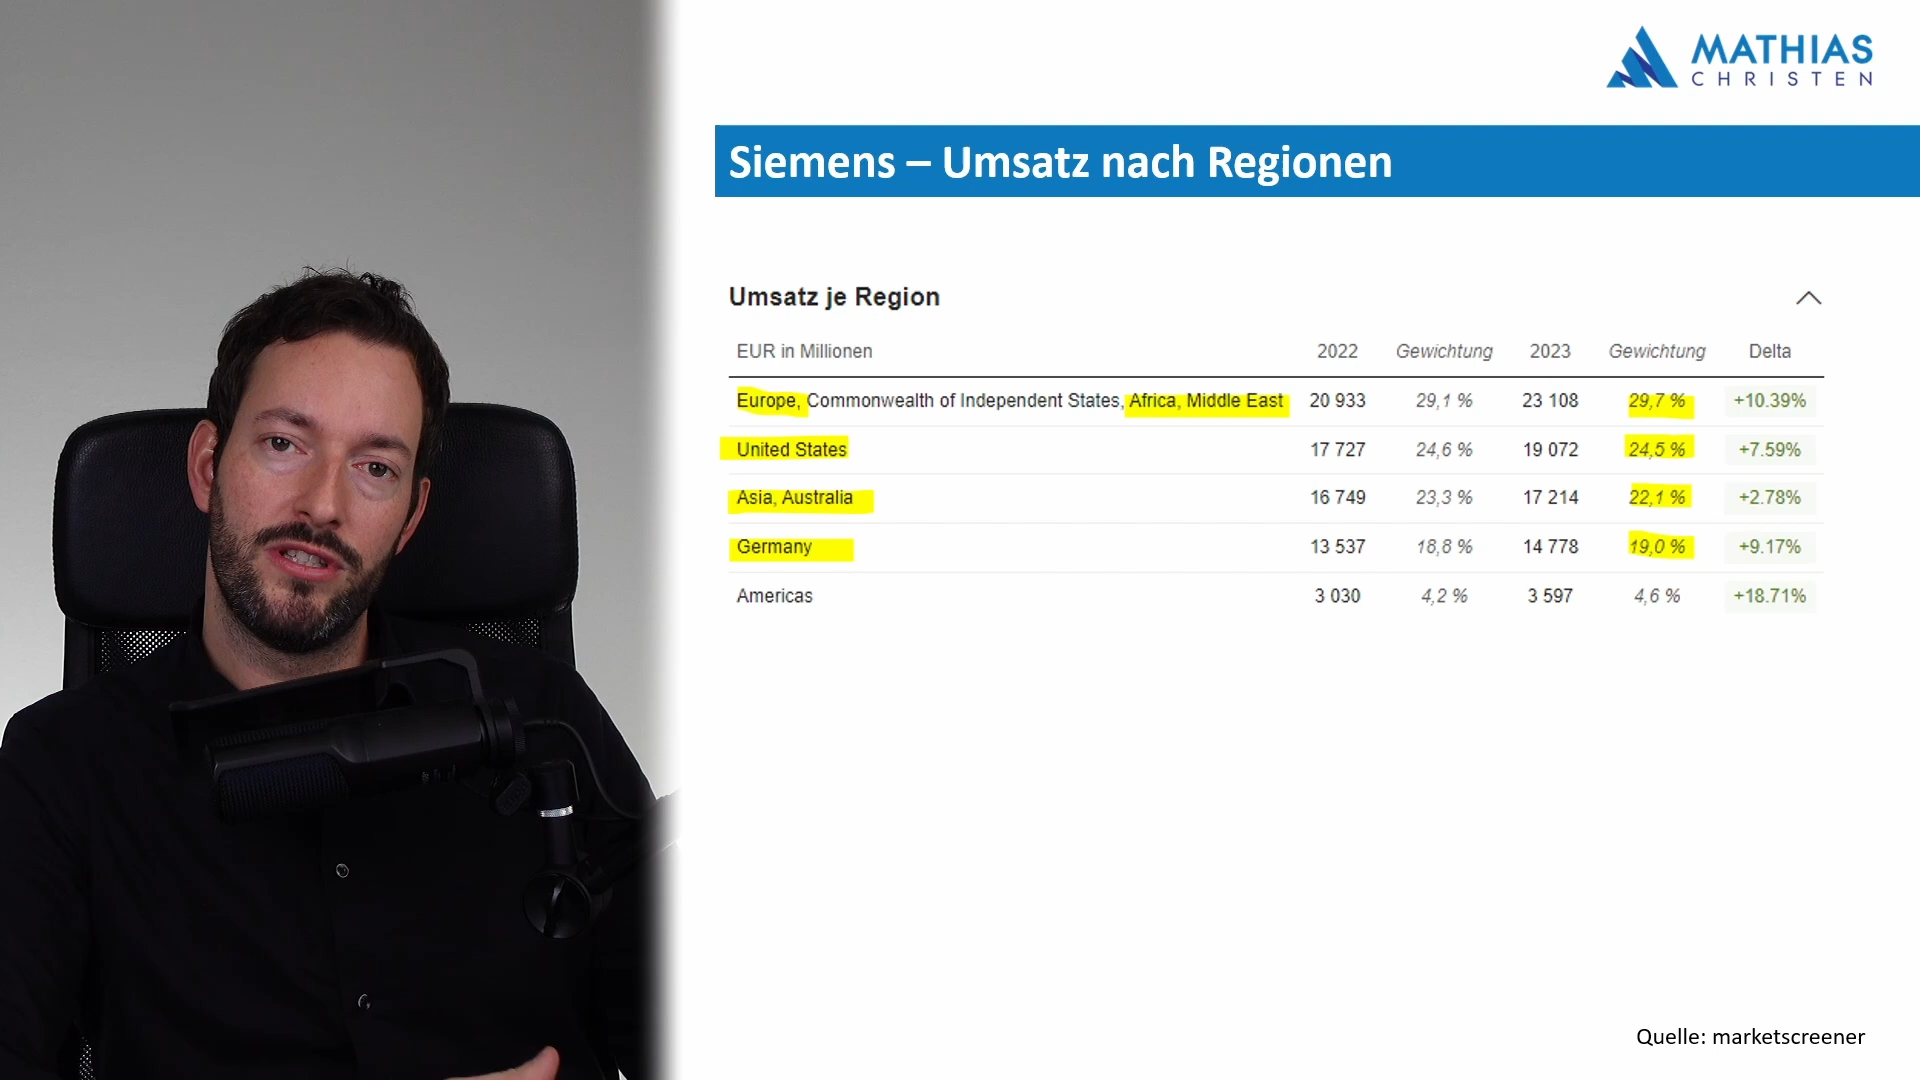 MATHIAS
CHRISTEN
Siemens – Umsatz nach Regionen
Umsatz je Region
EUR in Millionen 2022 Gewichtung 2023 Gewichtung Delta
Europe, Commonwealth of Independent States, Africa, Middle East 20 933 29,1 % 23 108 29,7 % +10.39%
United States 17 727 24,6 % 19 072 24,5 % +7.59%
Asia, Australia 16 749 23,3 % 17 214 22,1 % +2.78%
Germany 13 537 18,8 % 14 778 19,0 % +9.17%
Americas 3 030 4,2 % 3 597 4,6 % +18.71%
Quelle: marketscreener